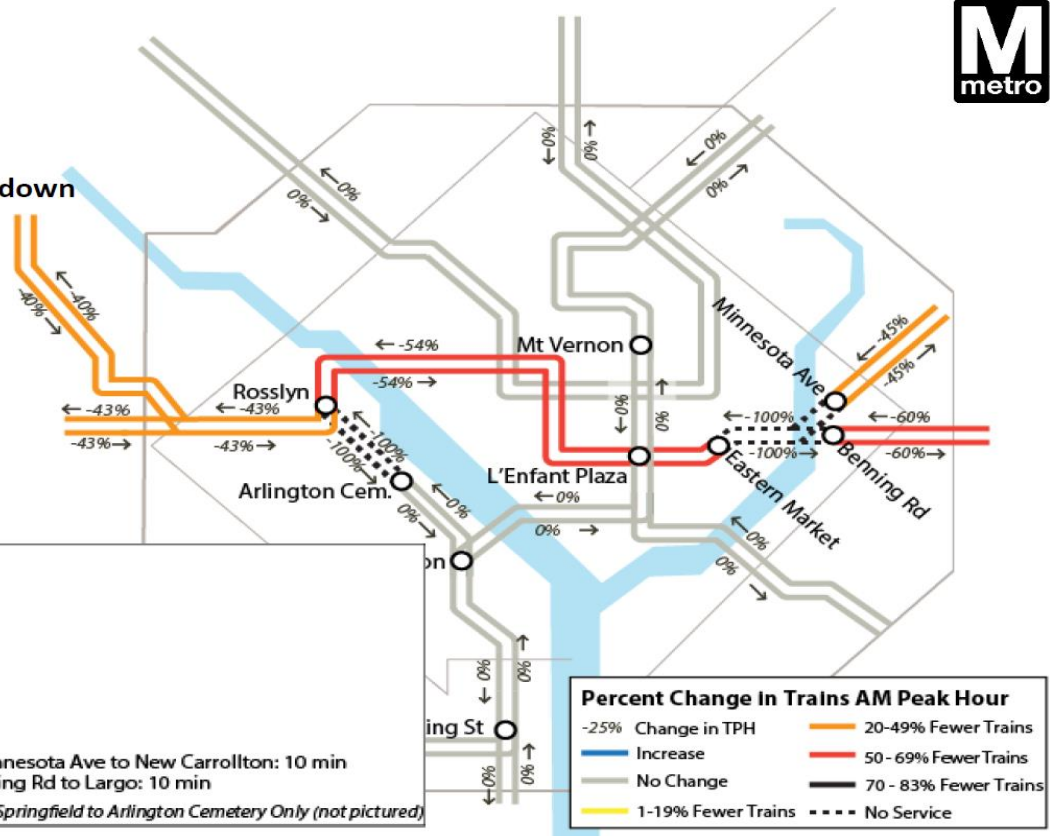 M
metro
down
←0%
0%→
←0%
0%→
←0%
0%→
←-40%
-40%→
Minnesota Ave
←-45%
-45%→
Mt Vernon
←-54%
-54%→
Rosslyn
←-43%
←-43%
-43%→
-43%→
←0%
0%→
←-100%
-100%→
←-60%
-60%→
←-100%
-100%→
L'Enfant Plaza
Eastern Market
Benning Rd
Arlington Cem.
←0%
0%→
←0%
0%→
←0%
0%→
on
←0%
0%→
ing St
←0%
0%→
nnesota Ave to New Carrollton: 10 min
ing Rd to Largo: 10 min
Springfield to Arlington Cemetery Only (not pictured)
Percent Change in Trains AM Peak Hour
-25% Change in TPH
Increase
No Change
1-19% Fewer Trains
20-49% Fewer Trains
50-69% Fewer Trains
70 - 83% Fewer Trains
No Service